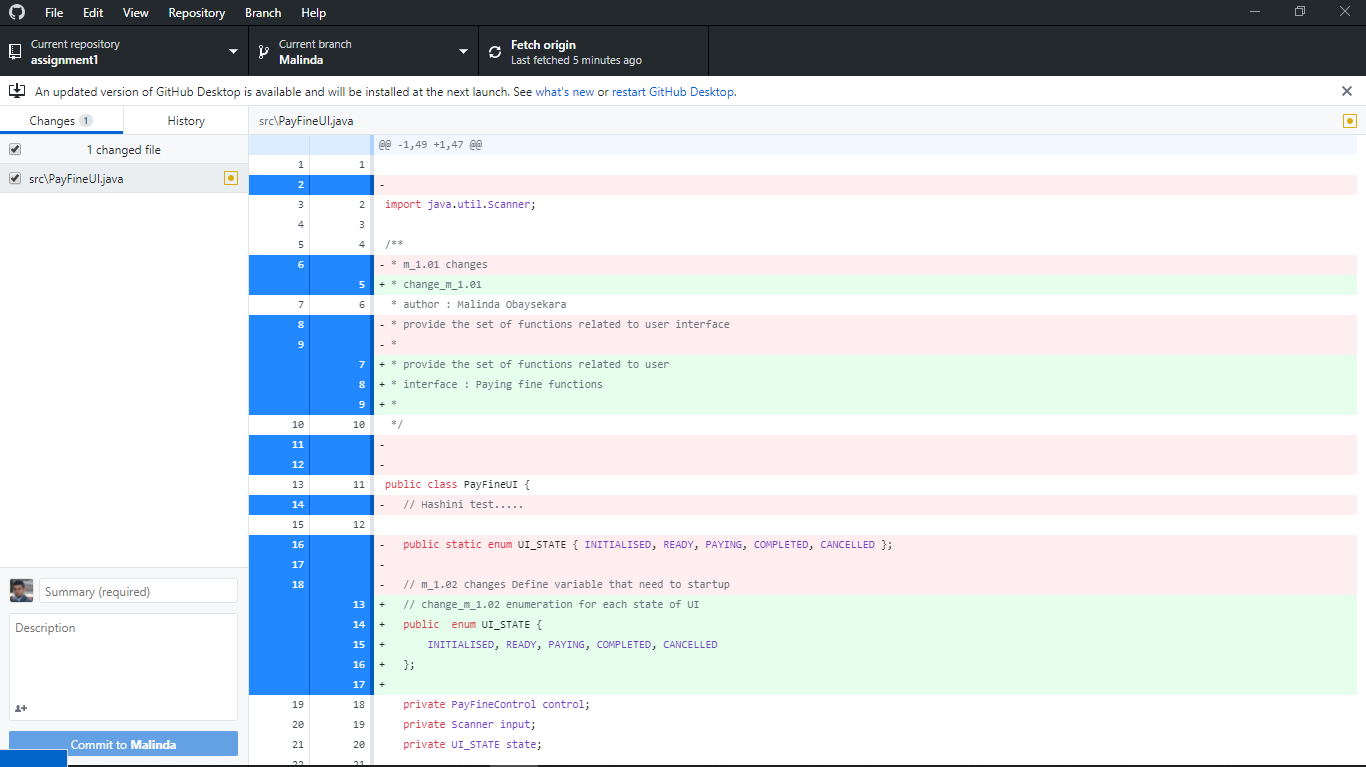 File Edit View Repository Branch Help
Current repository
assignment1
Current branch
Malinda
Fetch origin
Last fetched 5 minutes ago
An updated version of GitHub Desktop is available and will be installed at the next launch. See what's new or restart GitHub Desktop.
Changes 1 History
src\PayFineUI.java
1 changed file
src\PayFineUI.java
@@ -1,49 +1,47 @@
1 1
2 -
3 2 import java.util.Scanner;
4 3
5 4 /**
6 - * m_1.01 changes
5 + * change_m_1.01
7 6 * author : Malinda Obaysekara
8 - * provide the set of functions related to user interface
9 - *
7 + * provide the set of functions related to user
8 + * interface : Paying fine functions
9 + *
10 10 */
11 -
12 -
13 11 public class PayFineUI {
14 - // Hashini test.....
15 12
16 - public static enum UI_STATE { INITIALISED, READY, PAYING, COMPLETED, CANCELLED };
17 -
18 - // m_1.02 changes Define variable that need to startup
13 + // change_m_1.02 enumeration for each state of UI
14 + public  enum UI_STATE {
15 + INITIALISED, READY, PAYING, COMPLETED, CANCELLED
16 + };
17 +
19 18 private PayFineControl control;
20 19 private Scanner input;
21 20 private UI_STATE state;
22 21
Summary (required)
Description
Commit to Malinda